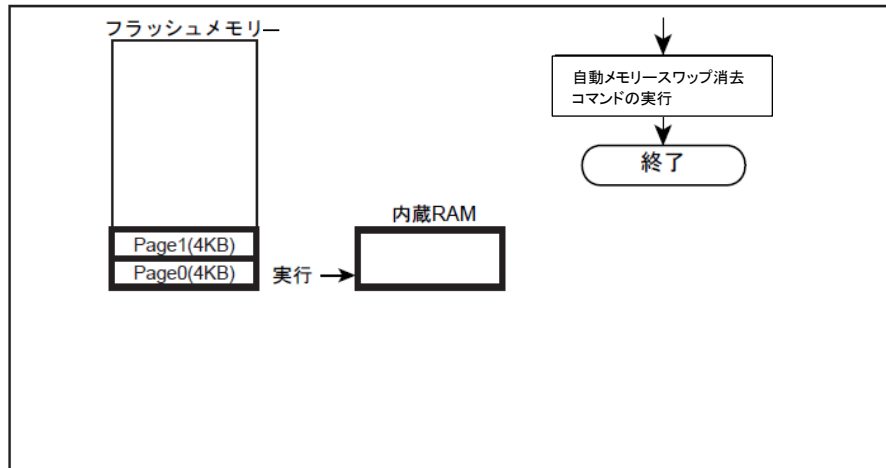 フラッシュメモリー
Page1(4KB)
Page0(4KB)
実行
内蔵RAM
自動メモリースワップ消去
コマンドの実行
終了